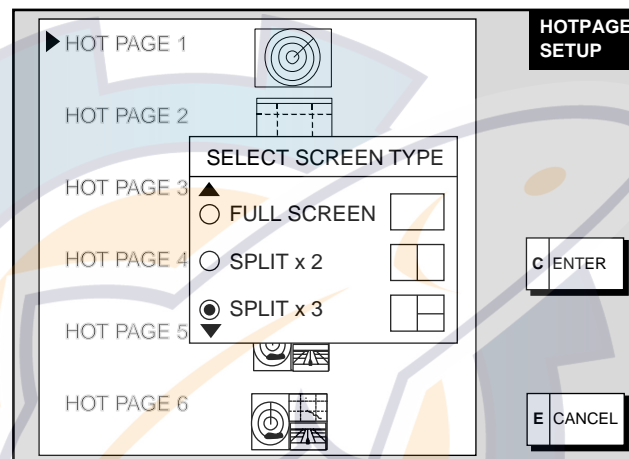 HOTPAGE
SETUP
HOT PAGE 1
HOT PAGE 2
HOT PAGE 3
HOT PAGE 4
HOT PAGE 5
HOT PAGE 6
SELECT SCREEN TYPE
FULL SCREEN
SPLIT x 2
SPLIT x 3
C ENTER
E CANCEL